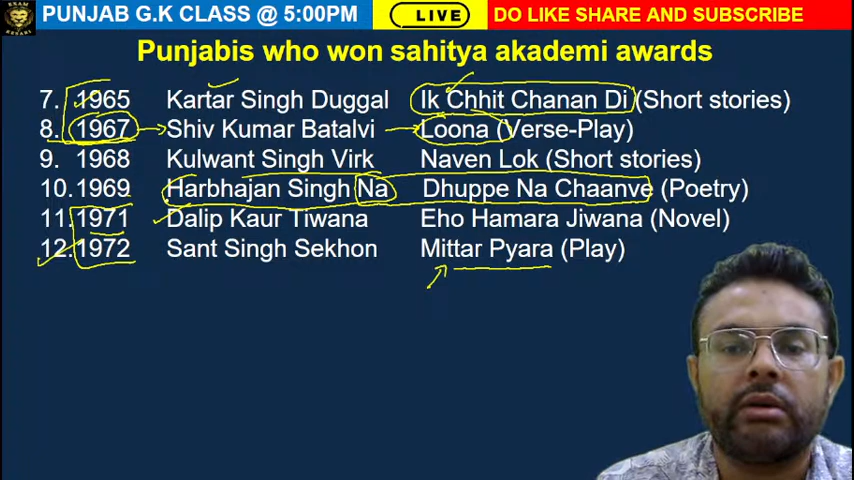 EXAM KESARI
PUNJAB G.K CLASS @ 5:00PM
LIVE
DO LIKE SHARE AND SUBSCRIBE
Punjabis who won sahitya akademi awards
7. 1965 Kartar Singh Duggal Ik Chhit Chanan Di (Short stories)
8. 1967 Shiv Kumar Batalvi Loona (Verse-Play)
9. 1968 Kulwant Singh Virk Naven Lok (Short stories)
10. 1969 Harbhajan Singh Na Dhuppe Na Chaanve (Poetry)
11. 1971 Dalip Kaur Tiwana Eho Hamara Jiwana (Novel)
12. 1972 Sant Singh Sekhon Mittar Pyara (Play)